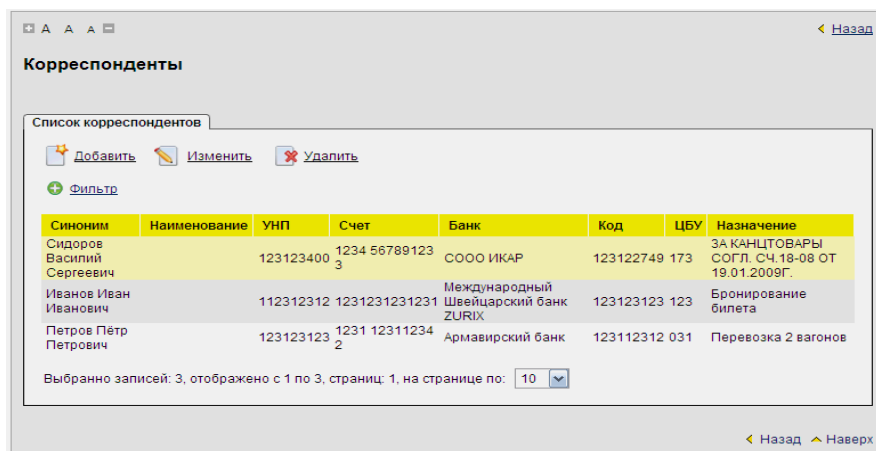 А А А
Назад
Корреспонденты
Список корреспондентов
Добавить Изменить Удалить
Фильтр
Синоним Наименование УНП Счет Банк Код ЦБУ Назначение
Сидоров Василий Сергеевич 123123400 1234 56789123 3 СООО ИКАР 123122749 173 ЗА КАНЦТОВАРЫ СОГЛ. СЧ.18-08 ОТ 19.01.2009Г.
Иванов Иван Иванович 112312312 1231231231231 Международный Швейцарский банк ZURIX 123123123 123 Бронирование билета
Петров Пётр Петрович 123123123 1231 12311234 2 Армавирский банк 123112312 031 Перевозка 2 вагонов
Выбранно записей: 3, отображено с 1 по 3, страниц: 1, на странице по: 10
Назад Наверх